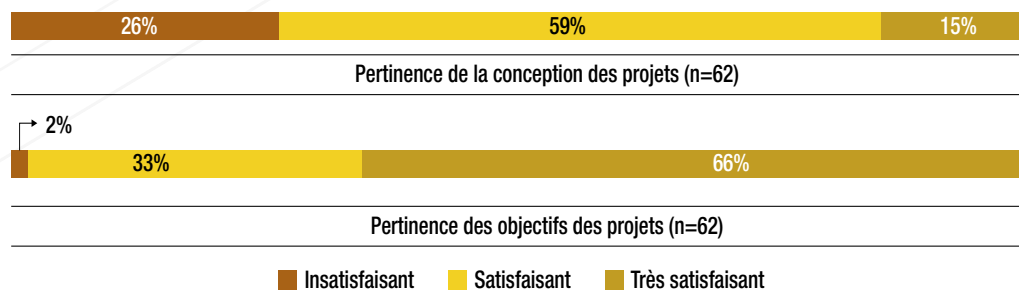 26% 59% 15%
Pertinence de la conception des projets (n=62)
2%
33% 66%
Pertinence des objectifs des projets (n=62)
Insatisfaisant Satisfaisant Très satisfaisant